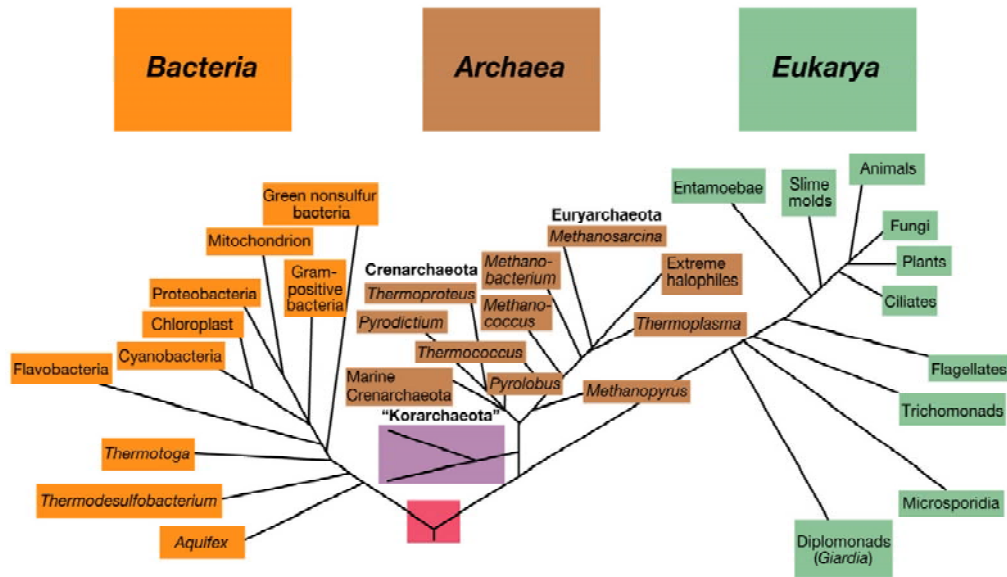 Bacteria
Archaea
Eukarya
Green nonsulfur
bacteria
Mitochondrion
Gram-
positive
bacteria
Proteobacteria
Chloroplast
Cyanobacteria
Flavobacteria
Thermotoga
Thermodesulfobacterium
Aquifex
Crenarchaeota
Thermoproteus
Pyrodictium
Thermococcus
Marine
Crenarchaeota
Pyrolobus
"Korarchaeota"
Euryarchaeota
Methanosarcina
Methano-
bacterium
Methano-
coccus
Extreme
halophiles
Thermoplasma
Methanopyrus
Entamoebae
Slime
molds
Animals
Fungi
Plants
Ciliates
Flagellates
Trichomonads
Microsporidia
Diplomonads
(Giardia)